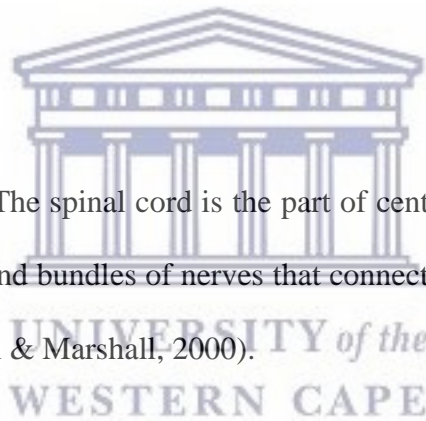 The spinal cord is the part of cent
nd bundles of nerves that connect
& Marshall, 2000).
UNIVERSITY of the
WESTERN CAPE